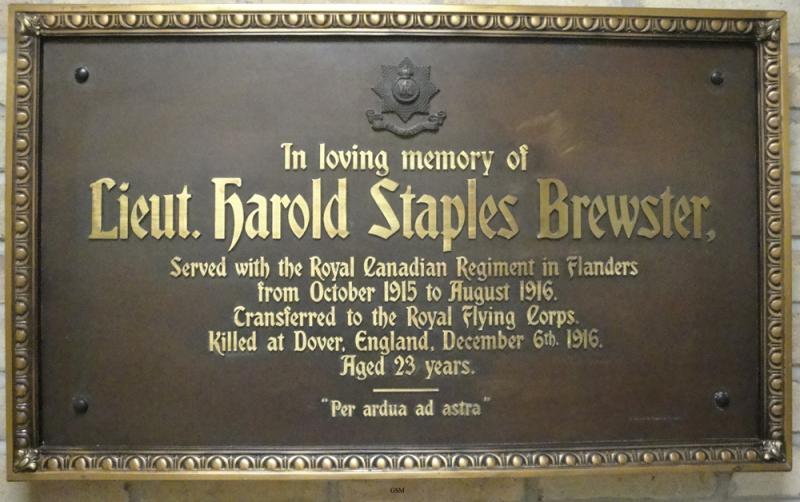 In loving memory of
Lieut. Harold Staples Brewster,
Served with the Royal Canadian Regiment in Flanders
from October 1915 to August 1916.
Transferred to the Royal Flying Corps.
Killed at Dover, England, December 6th. 1916.
Aged 23 years.
"Per ardua ad astra"
GSM